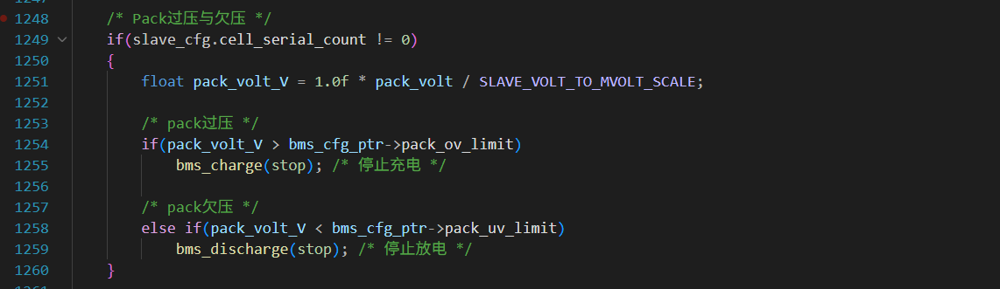 1248 /* Pack过压与欠压 */
1249 if(slave_cfg.cell_serial_count != 0)
1250 {
1251 float pack_volt_V = 1.0f * pack_volt / SLAVE_VOLT_TO_MVOLT_SCALE;
1252
1253 /* pack过压 */
1254 if(pack_volt_V > bms_cfg_ptr->pack_ov_limit)
1255 bms_charge(stop); /* 停止充电 */
1256
1257 /* pack欠压 */
1258 else if(pack_volt_V < bms_cfg_ptr->pack_uv_limit)
1259 bms_discharge(stop); /* 停止放电 */
1260 }